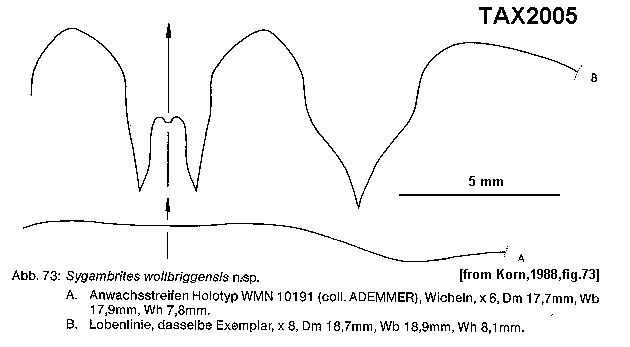 TAX2005
B
5 mm
A
Abb. 73: Sygambrites wollbriggensis n.sp.
[from Korn,1988,fig.73]
A. Anwachsstreifen Holotyp WMN 10191 (coll. ADEMMER), Wicheln, x 6, Dm 17,7mm, Wb
17,9mm, Wh 7,8mm.
B. Lobenlinie, dasselbe Exemplar, x 8, Dm 18,7mm, Wb 18,9mm, Wh 8,1mm.